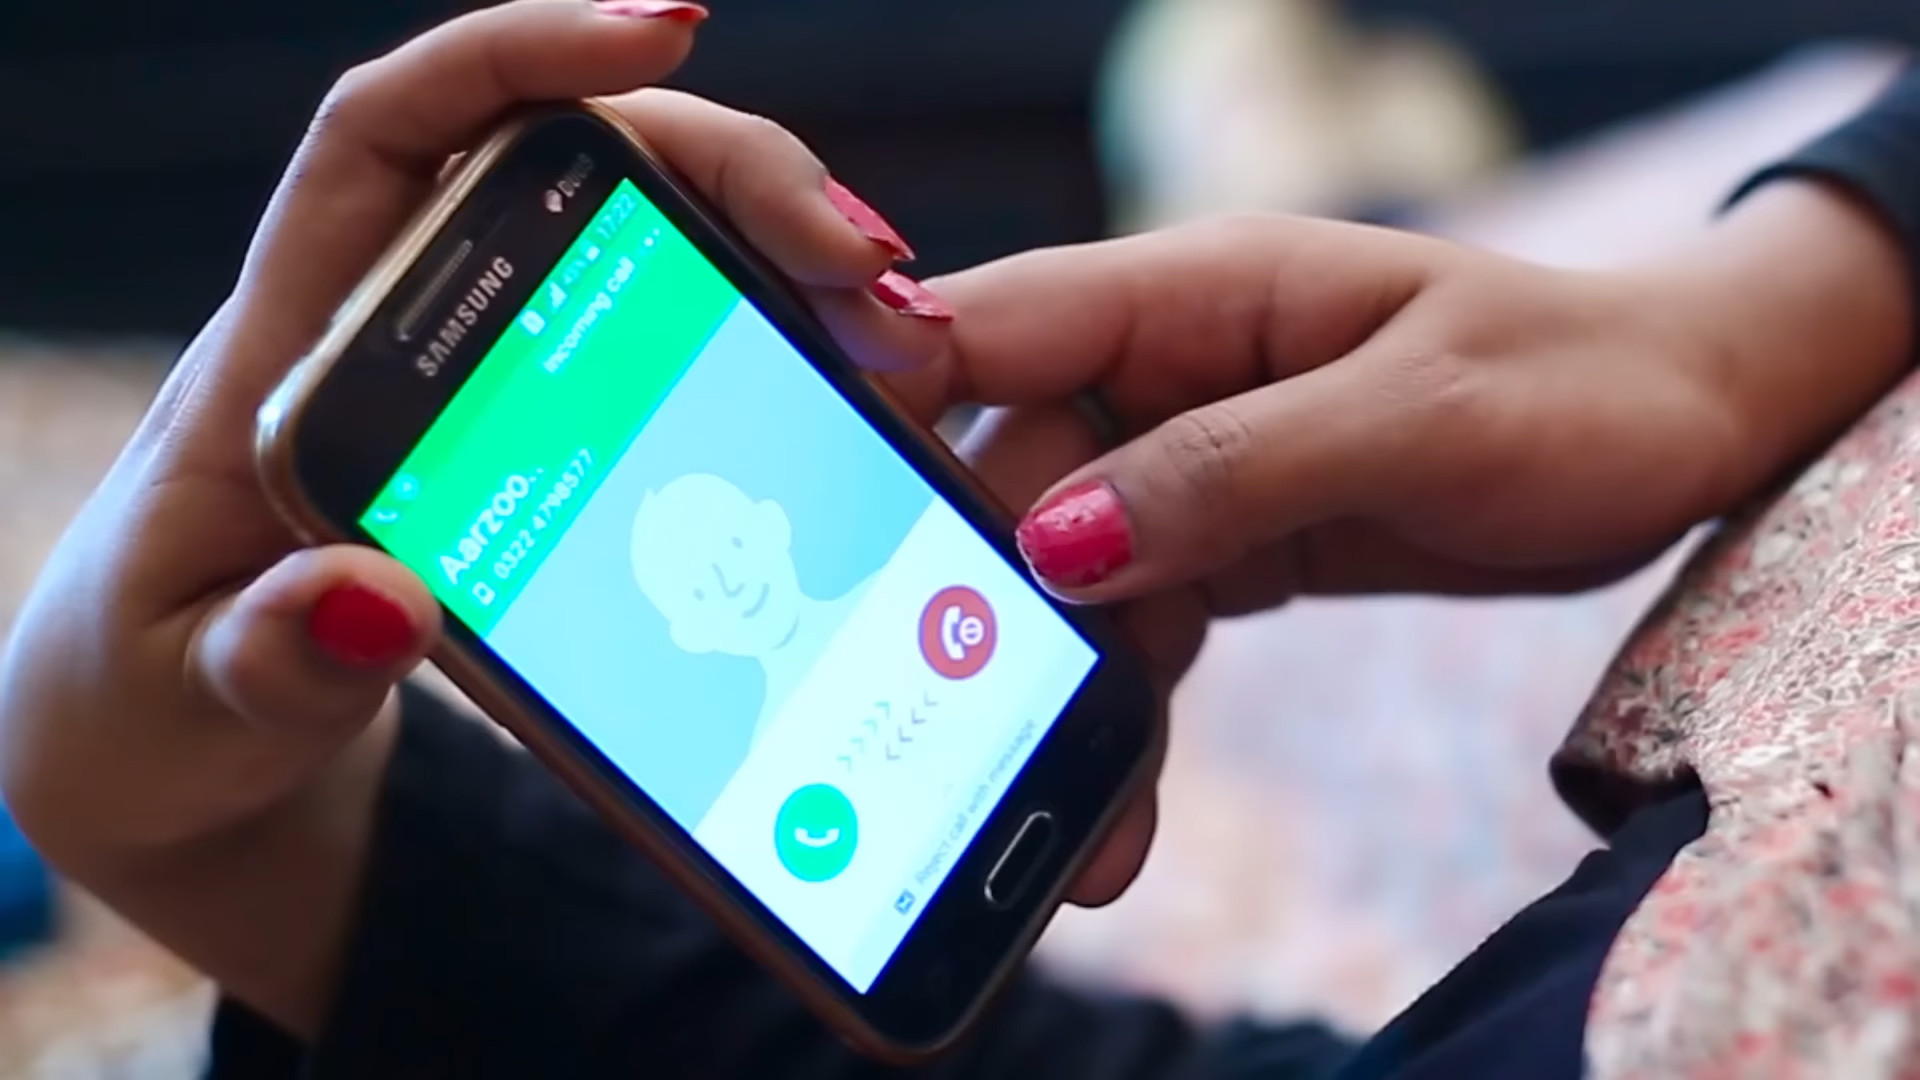 DUOS
SAMSUNG
17:22
Incoming call
Aarzoo..
0322 4798577
Reject call with message